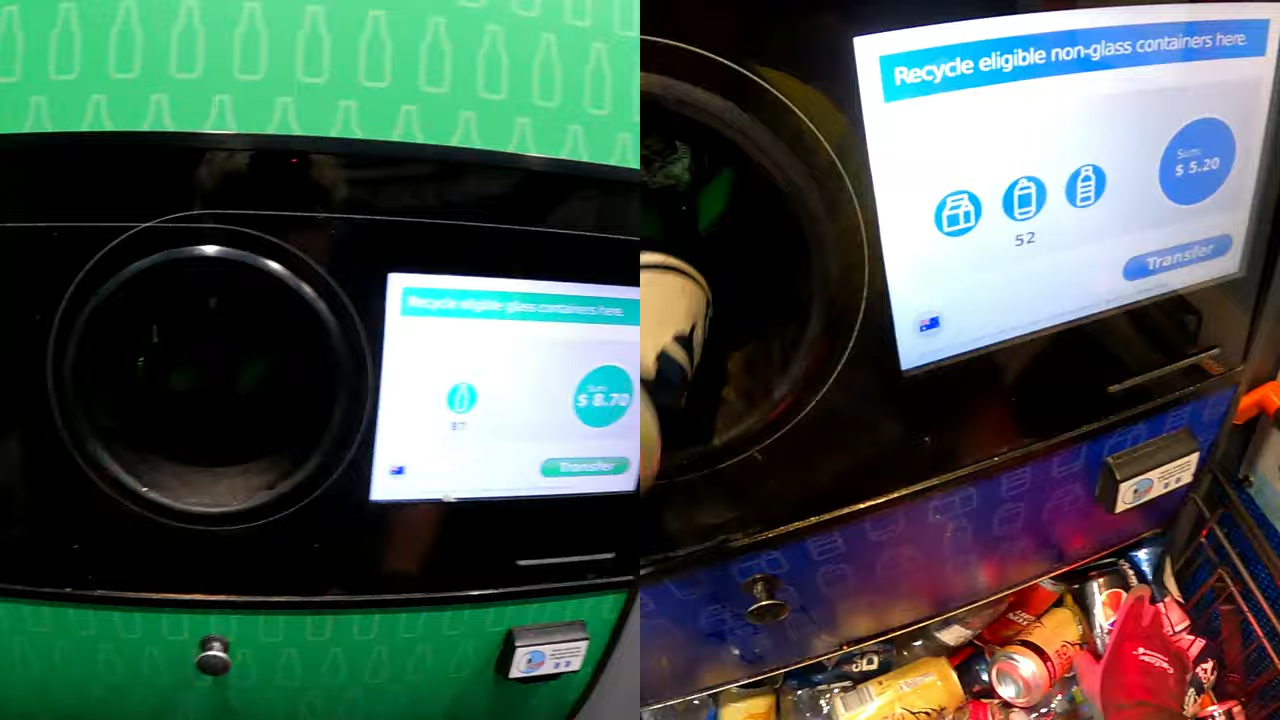 Recycle eligible glass containers here.
Sum:
$ 8.70
87
Transfer
Recycle eligible non-glass containers here.
Sum:
$ 5.20
52
Transfer